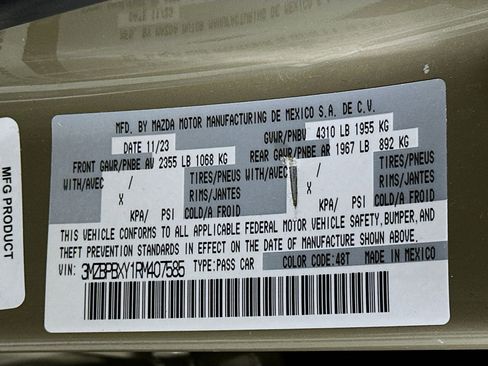 MFD. BY MAZDA MOTOR MANUFACTURING DE MEXICO S.A. DE C.V.
DATE 11/23 GVWR/PNBV 4310 LB 1955 KG
FRONT GAWR/PNBE AV 2355 LB 1068 KG REAR GAWR/PNBE AR 1967 LB 892 KG
WITH/AVEC / TIRES/PNEUS WITH/AVEC / TIRES/PNEUS
X RIMS/JANTES X RIMS/JANTES
KPA/ PSI COLD/A FROID KPA/ PSI COLD/A FROID
THIS VEHICLE CONFORMS TO ALL APPLICABLE FEDERAL MOTOR VEHICLE SAFETY, BUMPER, AND
THEFT PREVENTION STANDARDS IN EFFECT ON THE DATE OF MANUFACTURE SHOWN ABOVE.
VIN: 3MZBPBXY1RM407585 TYPE:PASS CAR COLOR CODE:48T MADE IN MEXICO
MFG PRODUCT